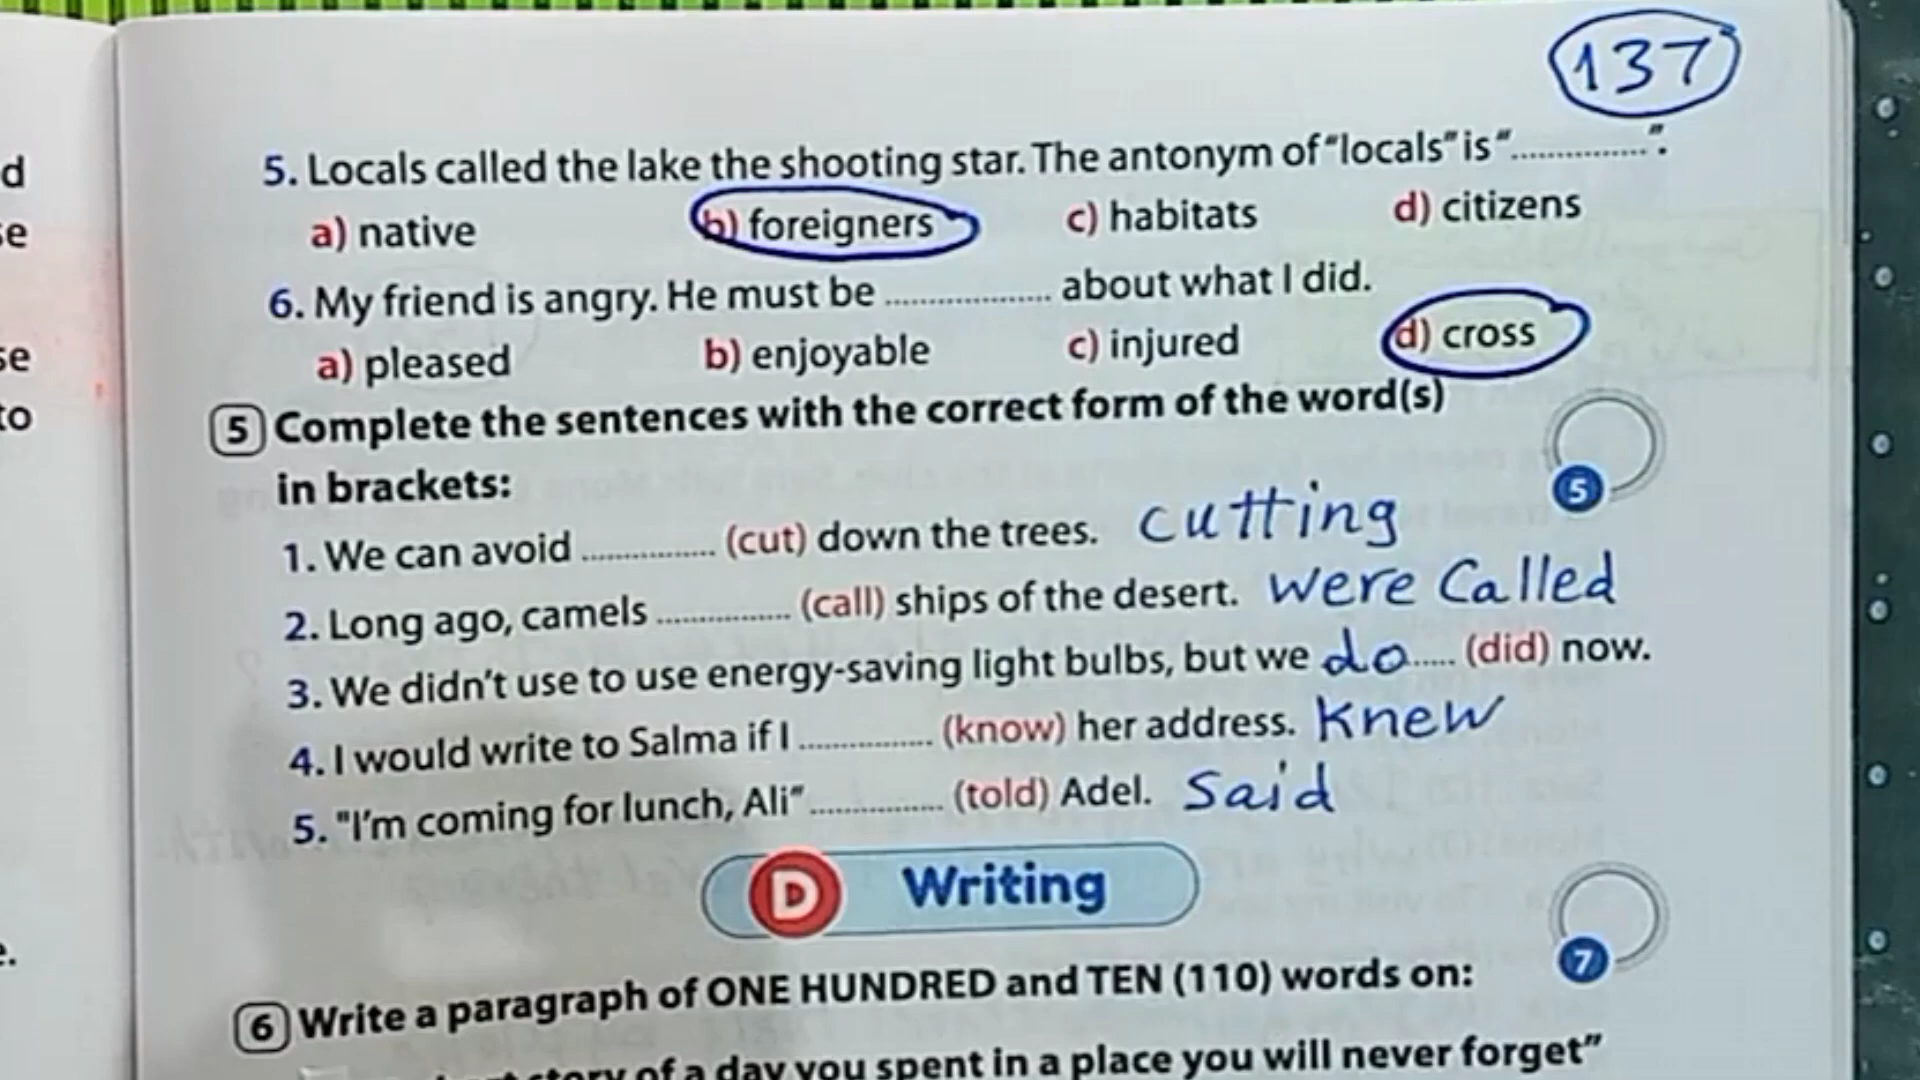 137
5. Locals called the lake the shooting star. The antonym of “locals” is “..............”.
a) native b) foreigners c) habitats d) citizens
6. My friend is angry. He must be ................. about what I did.
a) pleased b) enjoyable c) injured d) cross
5 Complete the sentences with the correct form of the word(s)
in brackets:
5
1. We can avoid .............. (cut) down the trees. cutting
2. Long ago, camels .............. (call) ships of the desert. were Called
3. We didn't use to use energy-saving light bulbs, but we do..... (did) now.
4. I would write to Salma if I .............. (know) her address. Knew
5. "I'm coming for lunch, Ali” .............. (told) Adel. Said
D Writing
7
6 Write a paragraph of ONE HUNDRED and TEN (110) words on:
story of a day you spent in a place you will never forget”
d
se
se
to
e.